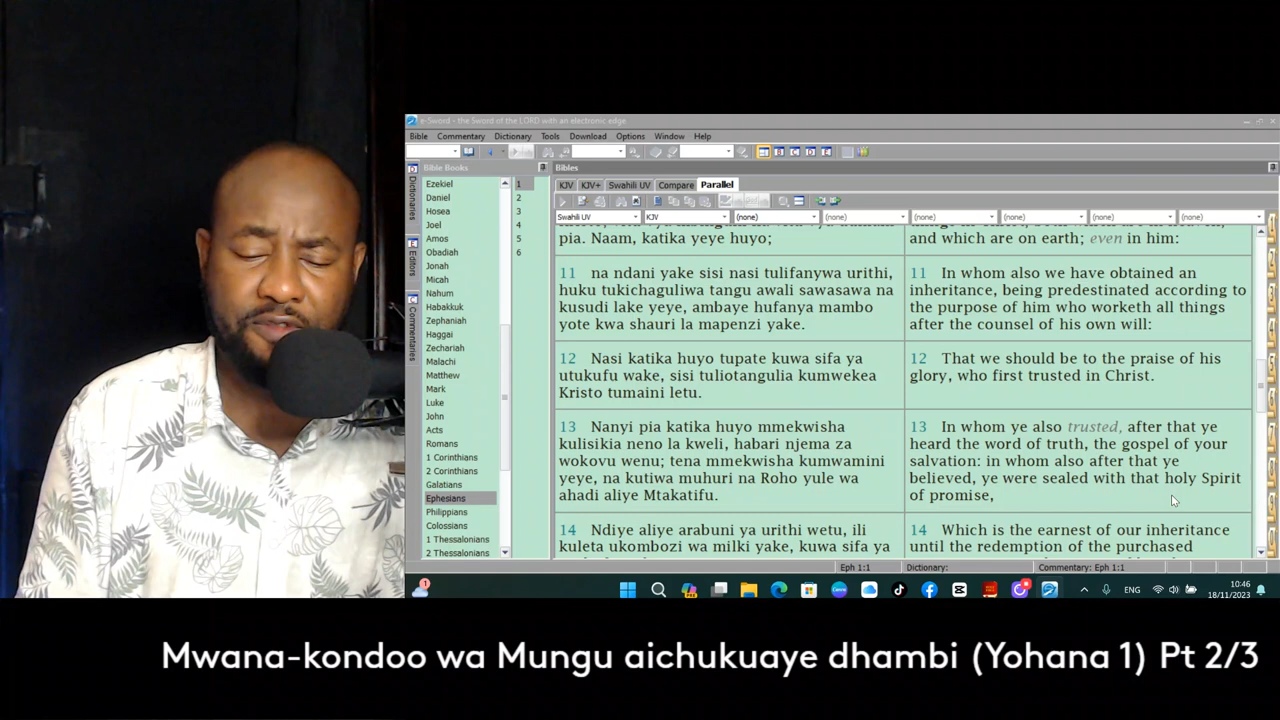 e-Sword - the Sword of the LORD with an electronic edge
Bible Commentary Dictionary Tools Download Options Window Help
Bible Books
Bibles
Dictionaries
Editors
Commentaries
KJV KJV+ Swahili UV Compare Parallel
Swahili UV KJV (none) (none) (none) (none) (none) (none)
Ezekiel
Daniel
Hosea
Joel
Amos
Obadiah
Jonah
Micah
Nahum
Habakkuk
Zephaniah
Haggai
Zechariah
Malachi
Matthew
Mark
Luke
John
Acts
Romans
1 Corinthians
2 Corinthians
Galatians
Ephesians
Philippians
Colossians
1 Thessalonians
2 Thessalonians
1
2
3
4
5
6
pia. Naam, katika yeye huyo;
11 na ndani yake sisi nasi tulifanywa urithi,
huku tukichaguliwa tangu awali sawasawa na
kusudi lake yeye, ambaye hufanya mambo
yote kwa shauri la mapenzi yake.
12 Nasi katika huyo tupate kuwa sifa ya
utukufu wake, sisi tuliotangulia kumwekea
Kristo tumaini letu.
13 Nanyi pia katika huyo mmekwisha
kulisikia neno la kweli, habari njema za
wokovu wenu; tena mmekwisha kumwamini
yeye, na kutiwa muhuri na Roho yule wa
ahadi aliye Mtakatifu.
14 Ndiye aliye arabuni ya urithi wetu, ili
kuleta ukombozi wa milki yake, kuwa sifa ya
and which are on earth; even in him:
11 In whom also we have obtained an
inheritance, being predestinated according to
the purpose of him who worketh all things
after the counsel of his own will:
12 That we should be to the praise of his
glory, who first trusted in Christ.
13 In whom ye also trusted, after that ye
heard the word of truth, the gospel of your
salvation: in whom also after that ye
believed, ye were sealed with that holy Spirit
of promise,
14 Which is the earnest of our inheritance
until the redemption of the purchased
Eph 1:1 Dictionary: Commentary: Eph 1:1
1
ENG
10:46
18/11/2023
Mwana-kondoo wa Mungu aichukuaye dhambi (Yohana 1) Pt 2/3